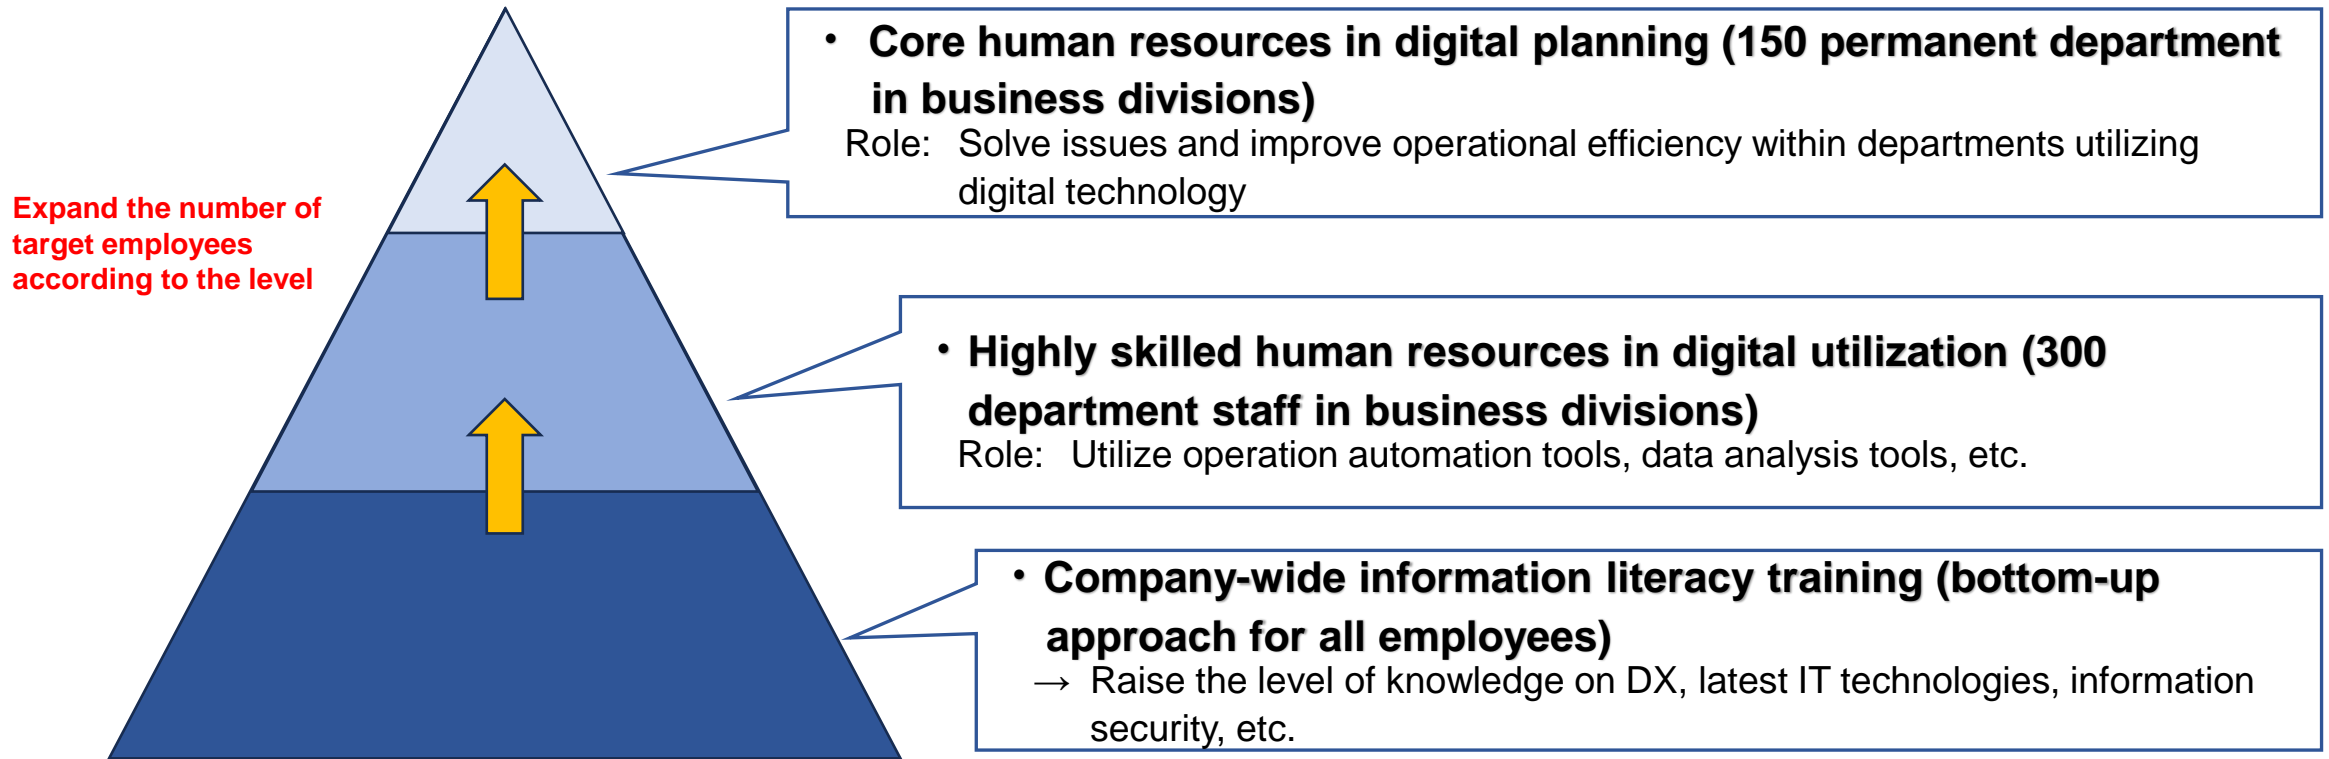 ・ Core human resources in digital planning (150 permanent department
in business divisions)
Role: Solve issues and improve operational efficiency within departments utilizing
digital technology
Expand the number of
target employees
according to the level
・ Highly skilled human resources in digital utilization (300
department staff in business divisions)
Role: Utilize operation automation tools, data analysis tools, etc.
・ Company-wide information literacy training (bottom-up
approach for all employees)
→ Raise the level of knowledge on DX, latest IT technologies, information
security, etc.